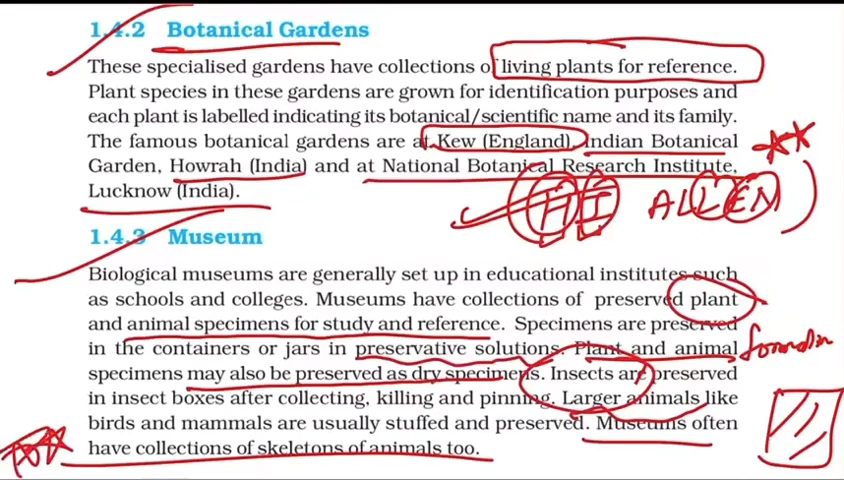 1.4.2 Botanical Gardens
These specialised gardens have collections of living plants for reference.
Plant species in these gardens are grown for identification purposes and
each plant is labelled indicating its botanical/scientific name and its family.
The famous botanical gardens are at Kew (England), Indian Botanical
Garden, Howrah (India) and at National Botanical Research Institute,
Lucknow (India).
(H I ALLEN)
1.4.3 Museum
Biological museums are generally set up in educational institutes such
as schools and colleges. Museums have collections of preserved plant
and animal specimens for study and reference. Specimens are preserved
in the containers or jars in preservative solutions. Plant and animal
formalin
specimens may also be preserved as dry specimens. Insects are preserved
in insect boxes after collecting, killing and pinning. Larger animals like
birds and mammals are usually stuffed and preserved. Museums often
have collections of skeletons of animals too.